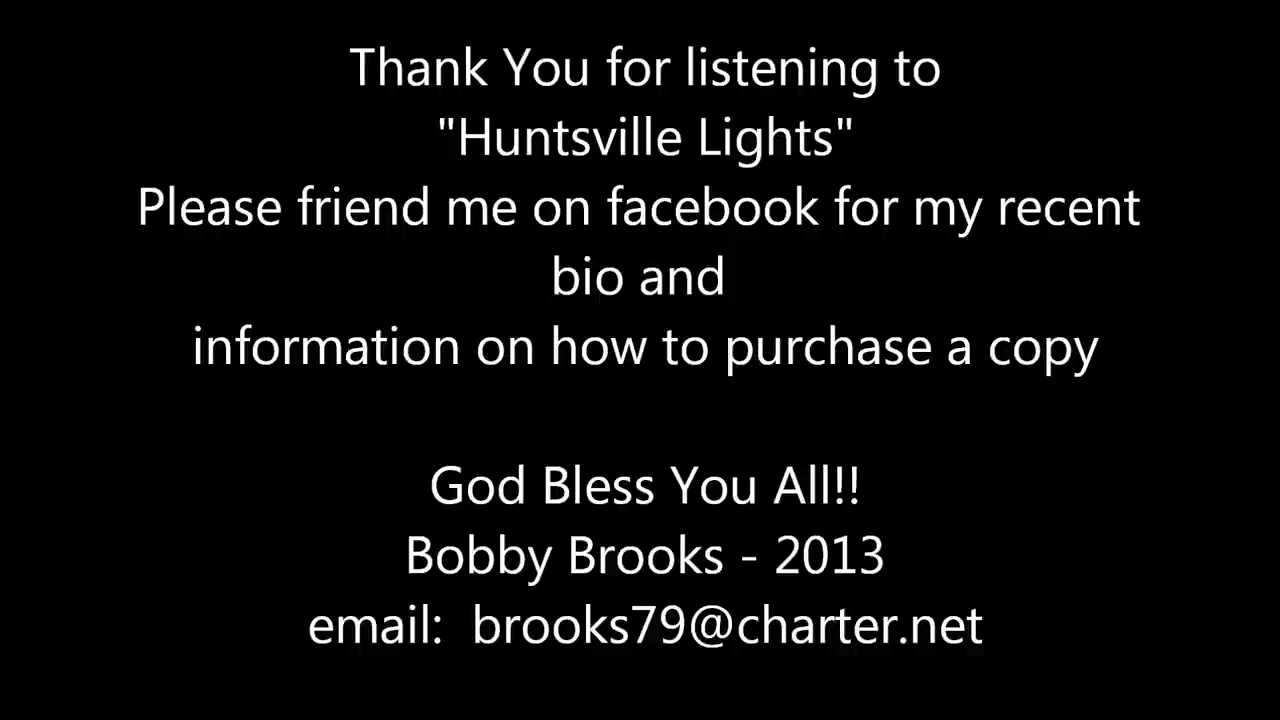 Thank You for listening to
"Huntsville Lights"
Please friend me on facebook for my recent
bio and
information on how to purchase a copy
God Bless You All!!
Bobby Brooks - 2013
email:  brooks79@charter.net